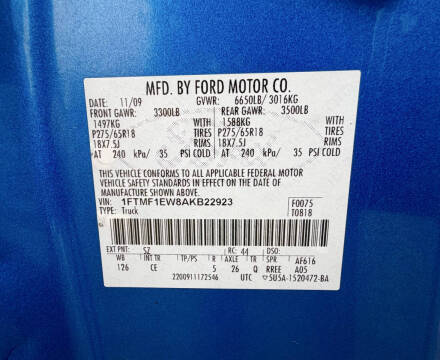 MFD. BY FORD MOTOR CO.
DATE: 11/09 GVWR: 6650LB/ 3016KG
FRONT GAWR: 3300LB REAR GAWR: 3500LB
1497KG WITH 1588KG WITH
P275/65R18 TIRES P275/65R18 TIRES
18X7.5J RIMS 18X7.5J RIMS
AT 240 kPa/ 35 PSI COLD AT 240 kPa/ 35 PSI COLD
THIS VEHICLE CONFORMS TO ALL APPLICABLE FEDERAL MOTOR
VEHICLE SAFETY STANDARDS IN EFFECT ON THE DATE OF
MANUFACTURE SHOWN ABOVE.
VIN: 1FTMF1EW8AKB22923 F0075
TYPE: Truck T0818
EXT PNT: SZ RC: 44 DSO:
WB INT TR TP/PS R AXLE TR SPR AF616
126 CE 5 26 Q RREE A05
2200911172546 UTC 5U5A-1520472-BA